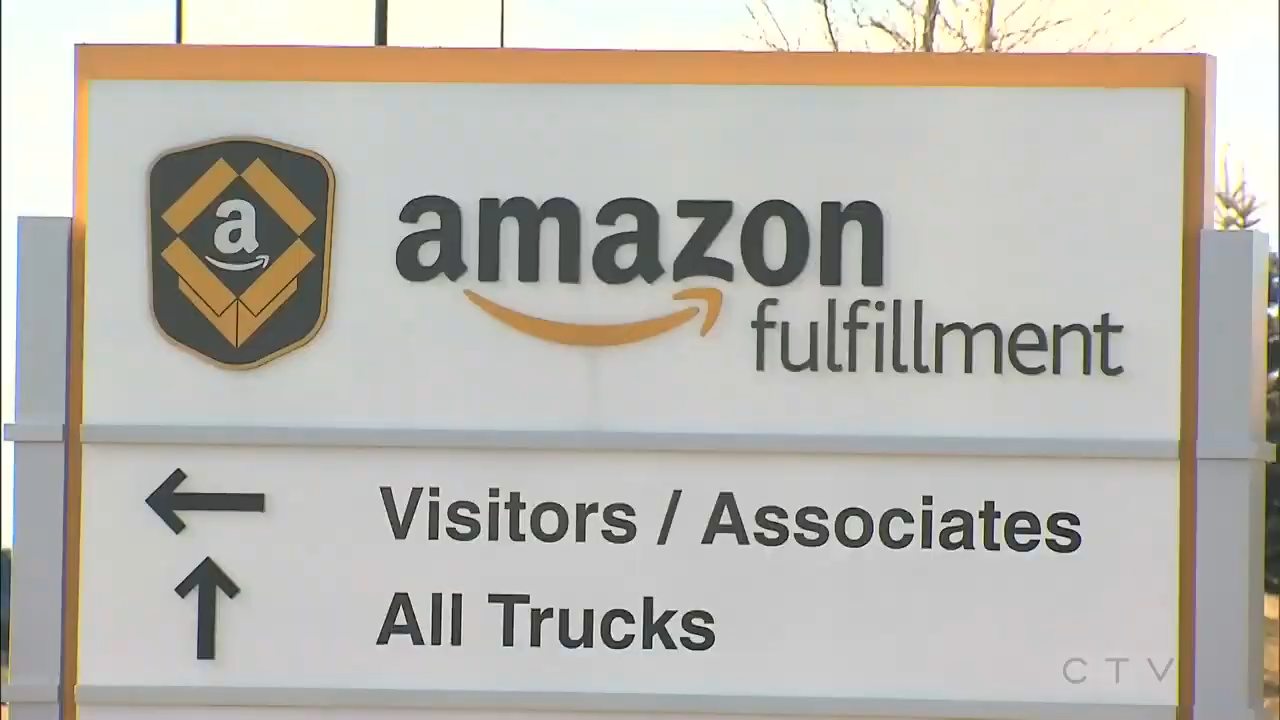 a
amazon
fulfillment
Visitors / Associates
All Trucks
CTV